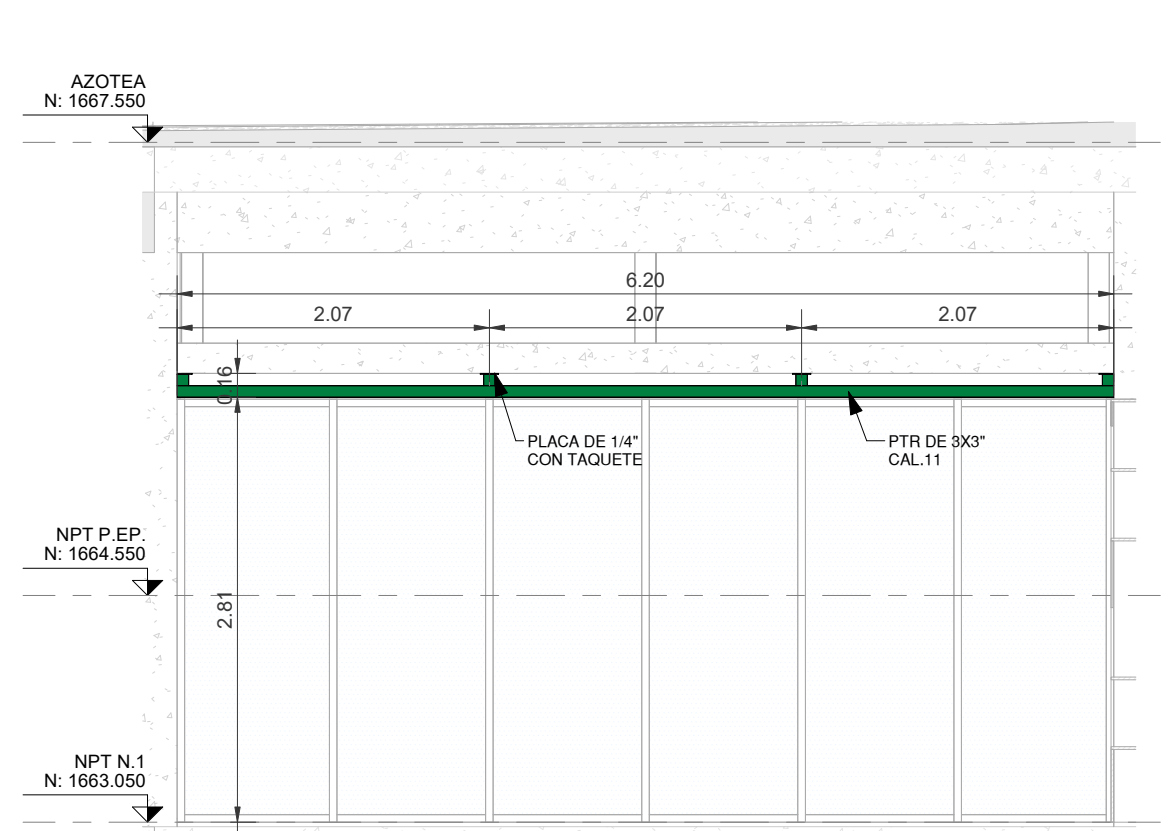 AZOTEA
N: 1667.550
6.20
2.07
2.07
2.07
0.16
PLACA DE 1/4"
CON TAQUETE
PTR DE 3X3"
CAL.11
NPT P.EP.
N: 1664.550
2.81
NPT N.1
N: 1663.050